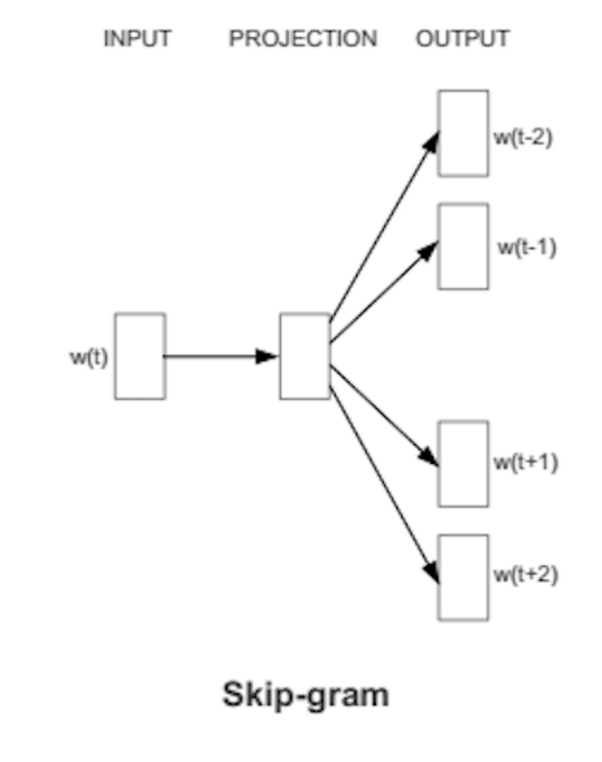 INPUT PROJECTION OUTPUT
w(t-2)
w(t-1)
w(t)
w(t+1)
w(t+2)
Skip-gram